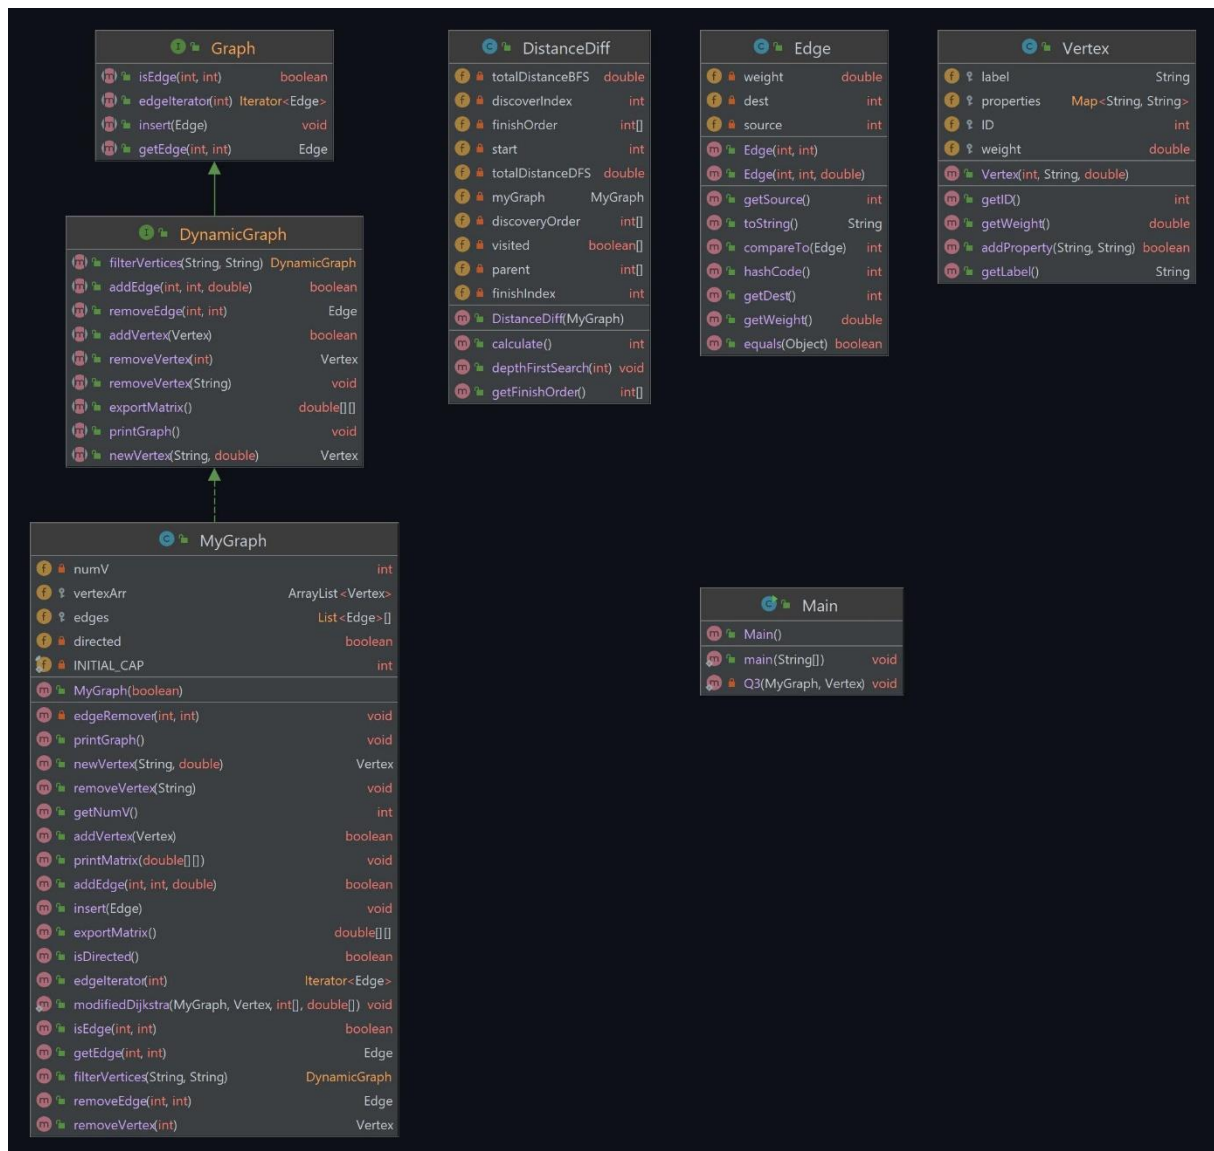 Graph
isEdge(int, int) boolean
edgeIterator(int) Iterator<Edge>
insert(Edge) void
getEdge(int, int) Edge
DynamicGraph
filterVertices(String, String) DynamicGraph
addEdge(int, int, double) boolean
removeEdge(int, int) Edge
addVertex(Vertex) boolean
removeVertex(int) Vertex
removeVertex(String) void
exportMatrix() double[][]
printGraph() void
newVertex(String, double) Vertex
MyGraph
numV int
vertexArr ArrayList<Vertex>
edges List<Edge>[]
directed boolean
INITIAL_CAP int
MyGraph(boolean)
edgeRemover(int, int) void
printGraph() void
newVertex(String, double) Vertex
removeVertex(String) void
getNumV() int
addVertex(Vertex) boolean
printMatrix(double[][]) void
addEdge(int, int, double) boolean
insert(Edge) void
exportMatrix() double[][]
isDirected() boolean
edgeIterator(int) Iterator<Edge>
modifiedDijkstra(MyGraph, Vertex, int[], double[]) void
isEdge(int, int) boolean
getEdge(int, int) Edge
filterVertices(String, String) DynamicGraph
removeEdge(int, int) Edge
removeVertex(int) Vertex
DistanceDiff
totalDistanceBFS double
discoverIndex int
finishOrder int[]
start int
totalDistanceDFS double
myGraph MyGraph
discoveryOrder int[]
visited boolean[]
parent int[]
finishIndex int
DistanceDiff(MyGraph)
calculate() int
depthFirstSearch(int) void
getFinishOrder() int[]
Edge
weight double
dest int
source int
Edge(int, int)
Edge(int, int, double)
getSource() int
toString() String
compareTo(Edge) int
hashCode() int
getDest() int
getWeight() double
equals(Object) boolean
Vertex
label String
properties Map<String, String>
ID int
weight double
Vertex(int, String, double)
getID() int
getWeight() double
addProperty(String, String) boolean
getLabel() String
Main
Main()
main(String[]) void
Q3(MyGraph, Vertex) void